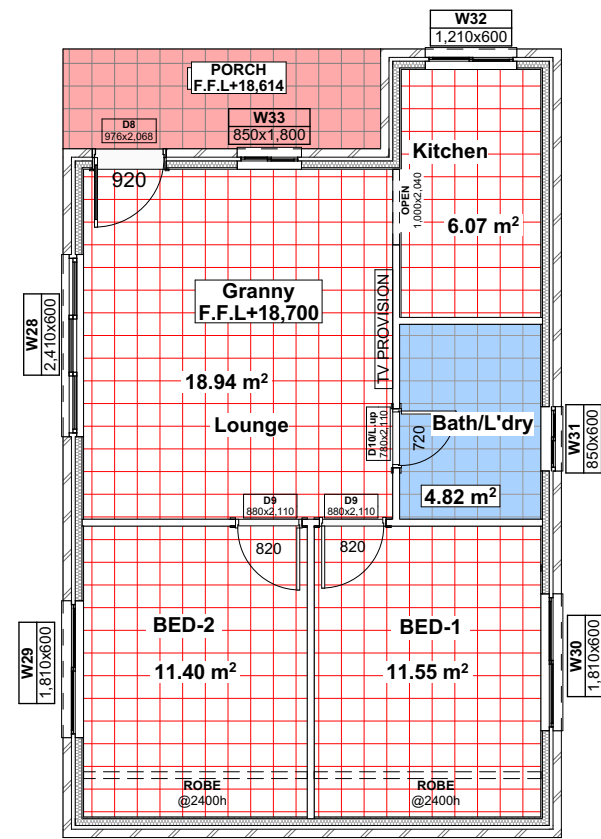 W32
1,210x600
PORCH
F.F.L+18,614
D8
976x2,068
W33
850x1,800
920
Kitchen
OPEN
1,000x2,040
6.07 m²
Granny
F.F.L+18,700
W28
2,410x600
TV PROVISION
18.94 m²
Lounge
D10/L.up
780x2,110
720
Bath/L'dry
W31
850x600
4.82 m²
D9
880x2,110
D9
880x2,110
820
820
BED-2
11.40 m²
BED-1
11.55 m²
W29
1,810x600
W30
1,810x600
ROBE
@2400h
ROBE
@2400h